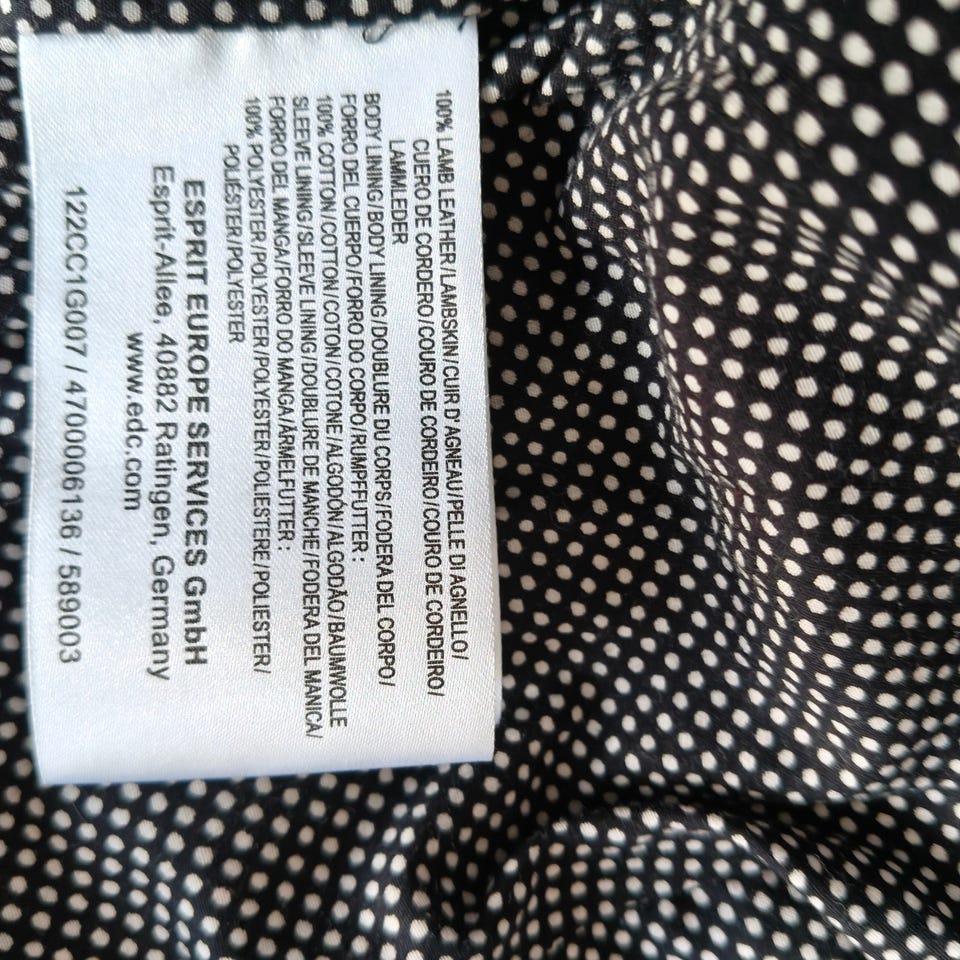 100% LAMB LEATHER/LAMBSKIN/CUIR D'AGNEAU/PELLE DI AGNELLO/
CUERO DE CORDERO/COURO DE CORDEIRO/COURO DE CORDEIRO/
LAMMLEDER
BODY LINING/BODY LINING/DOUBLURE DU CORPS/FODERA DEL CORPO/
FORRO DEL CUERPO/FORRO DO CORPO/RUMPFFUTTER :
100% COTTON/COTTON/COTON/COTONE/ALGODÓN/ALGODÃO/BAUMWOLLE
SLEEVE LINING/SLEEVE LINING/DOUBLURE DE MANCHE/FODERA DEL MANICA/
FORRO DEL MANGA/FORRO DO MANGA/ÄRMELFUTTER :
100% POLYESTER/POLYESTER/POLYESTER/POLIESTERE/POLIESTER/
POLIÉSTER/POLYESTER
ESPRIT EUROPE SERVICES GmbH
Esprit-Allee, 40882 Ratingen, Germany
www.edc.com
122CC1G007 / 4700006136 / 589003